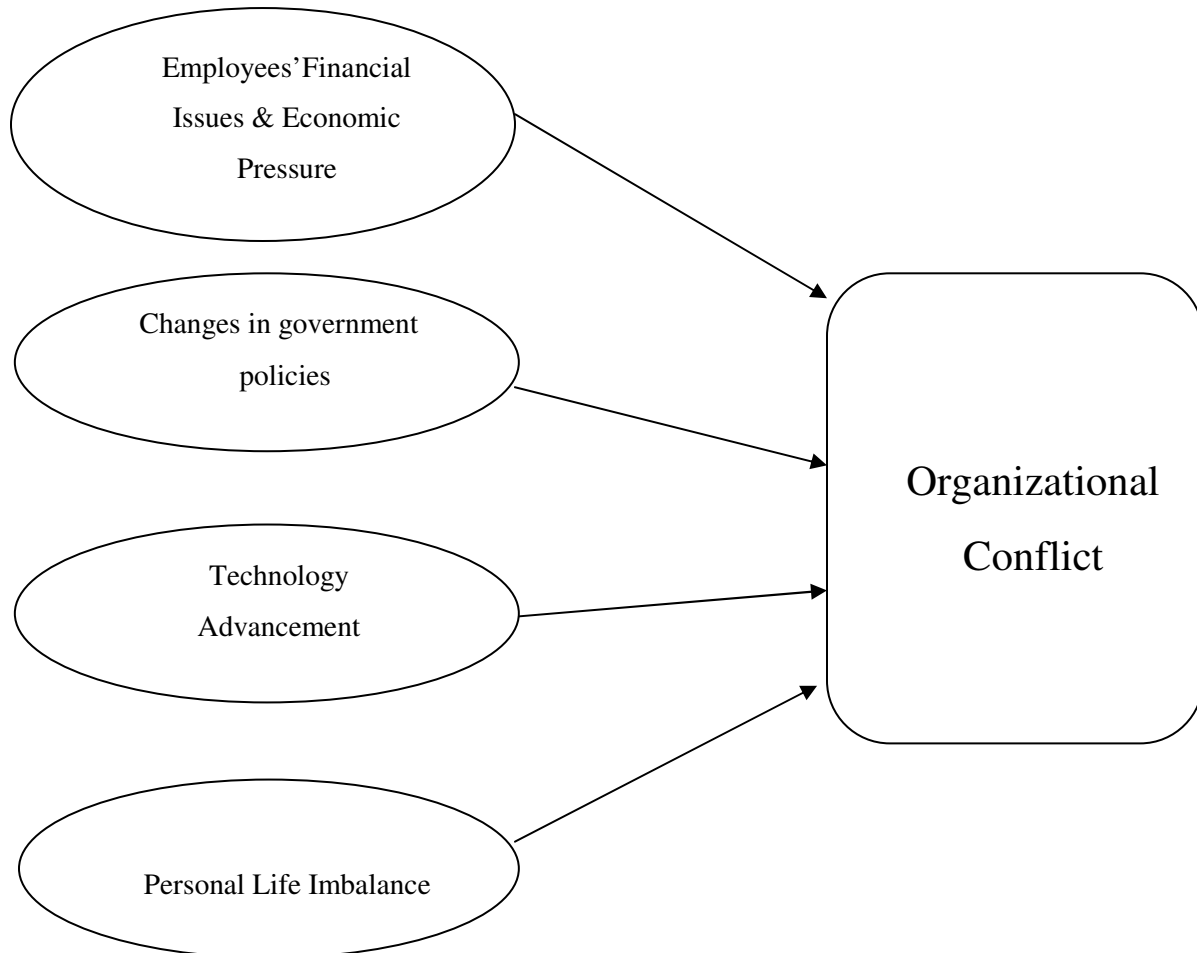 Employees’Financial
Issues & Economic
Pressure
Changes in government
policies
Technology
Advancement
Personal Life Imbalance
Organizational
Conflict